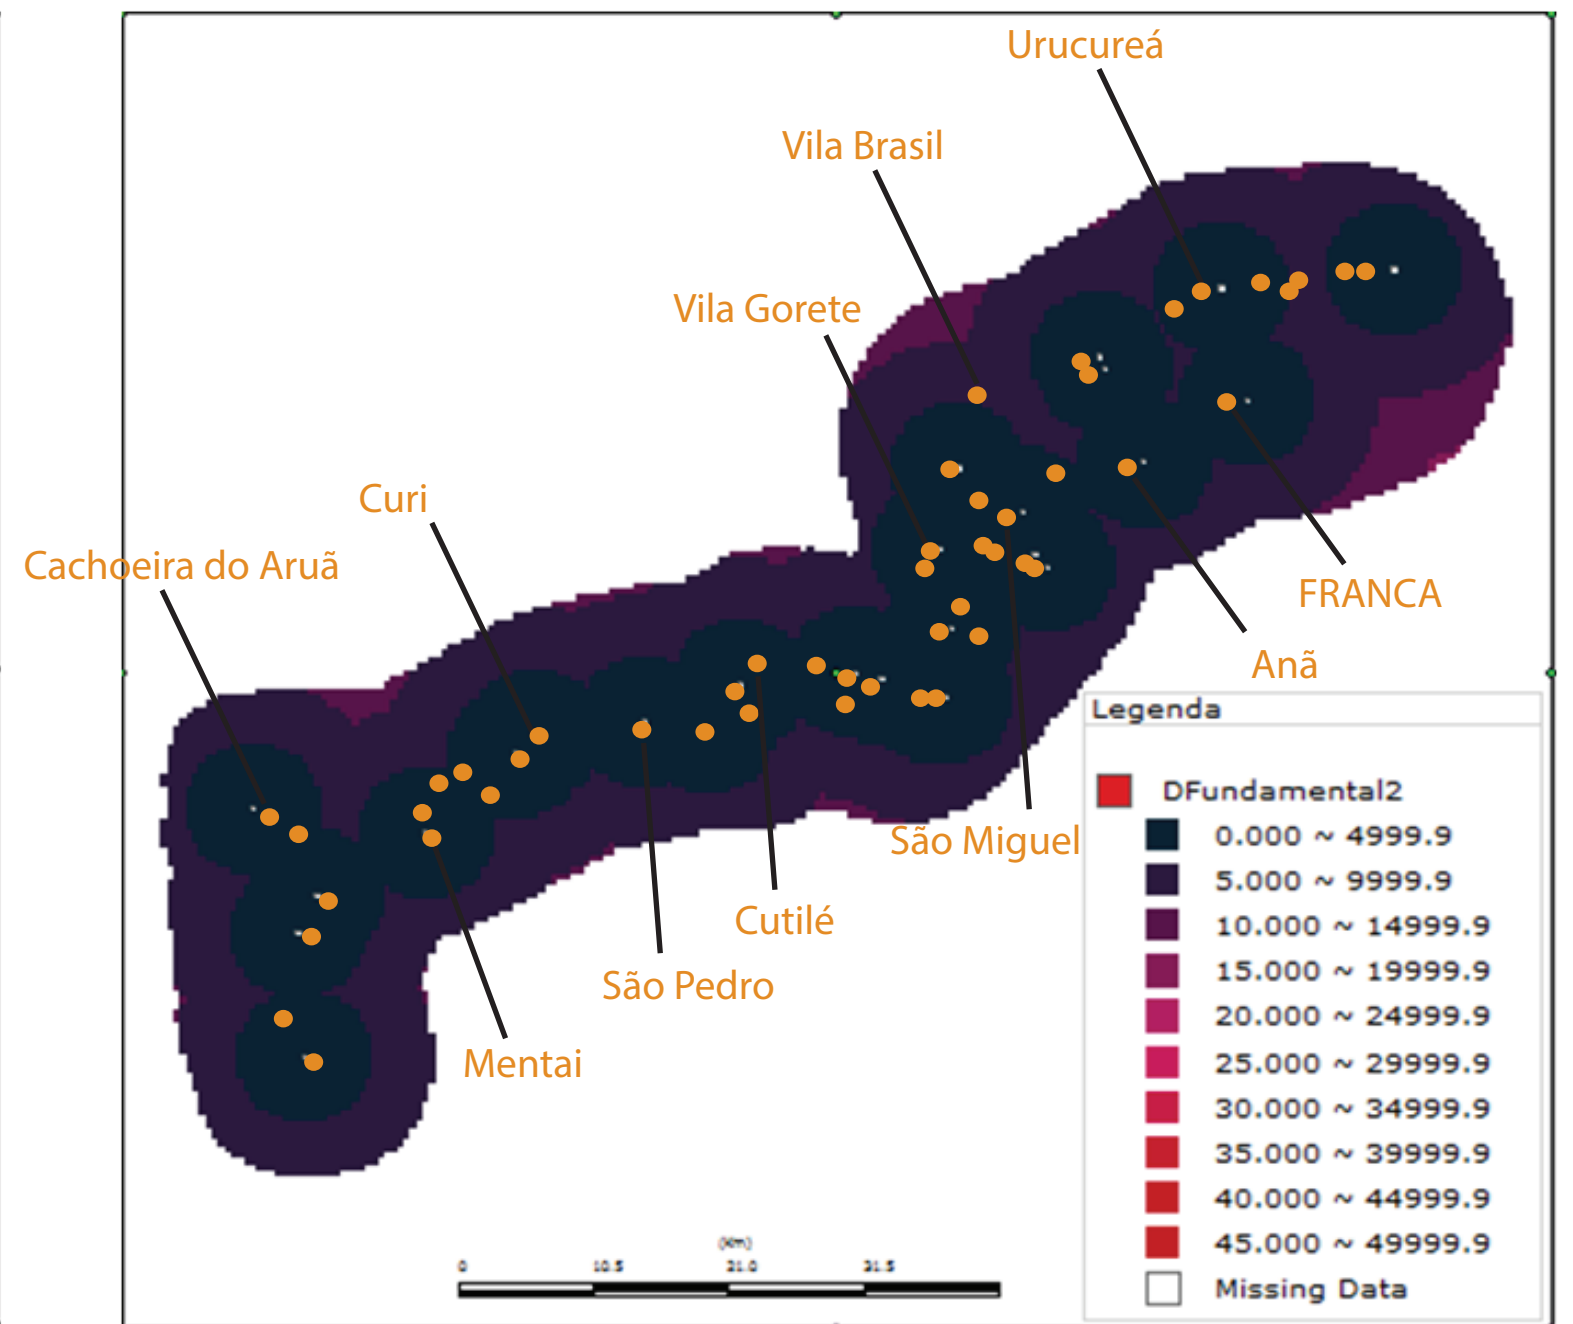 Urucureá
Vila Brasil
Vila Gorete
Curi
Cachoeira do Aruã
FRANCA
Anã
São Miguel
Cutilé
São Pedro
Mentai
Legenda
DFundamental2
0.000 ~ 4999.9
5.000 ~ 9999.9
10.000 ~ 14999.9
15.000 ~ 19999.9
20.000 ~ 24999.9
25.000 ~ 29999.9
30.000 ~ 34999.9
35.000 ~ 39999.9
40.000 ~ 44999.9
45.000 ~ 49999.9
Missing Data
(Km)
0 10.5 21.0 31.5